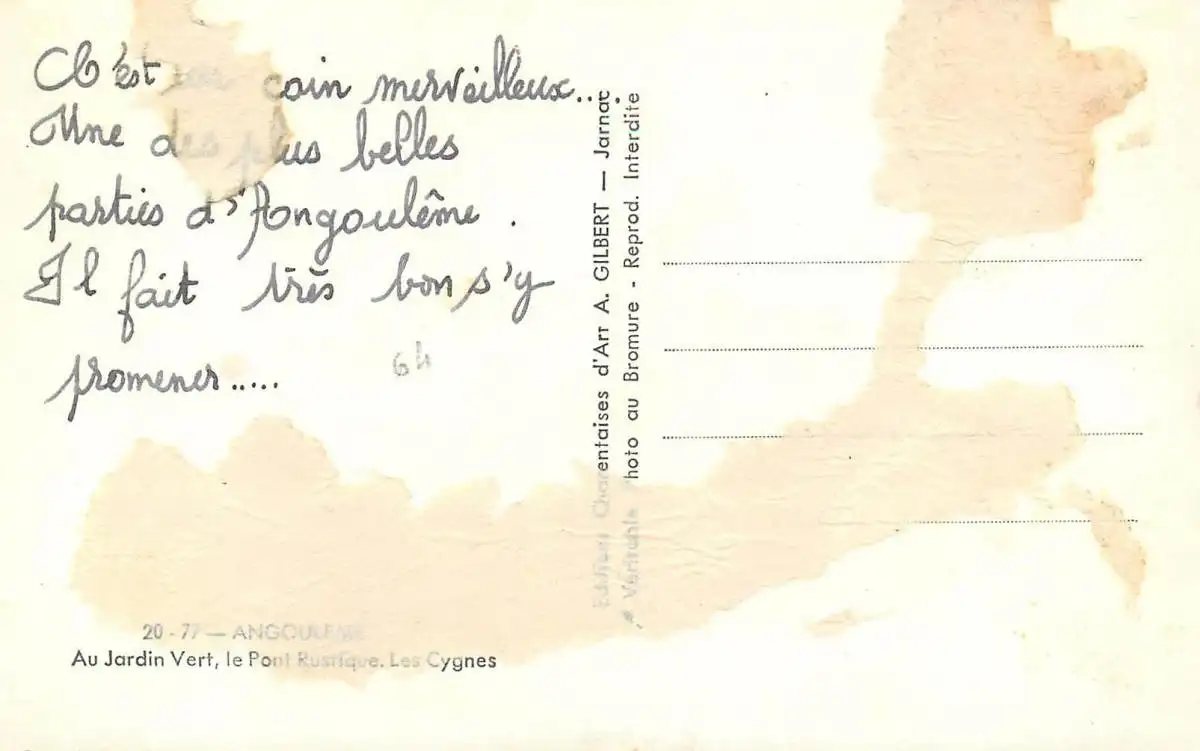 C'est un coin merveilleux....
Une des plus belles
parties d'Angoulême.
Il fait très bon s'y
promener.....
64
Editions Charentaises d'Art A. GILBERT — Jarnac
Véritable Photo au Bromure - Reprod. Interdite
20 - 77 — ANGOULEME
Au Jardin Vert, le Pont Rustique. Les Cygnes